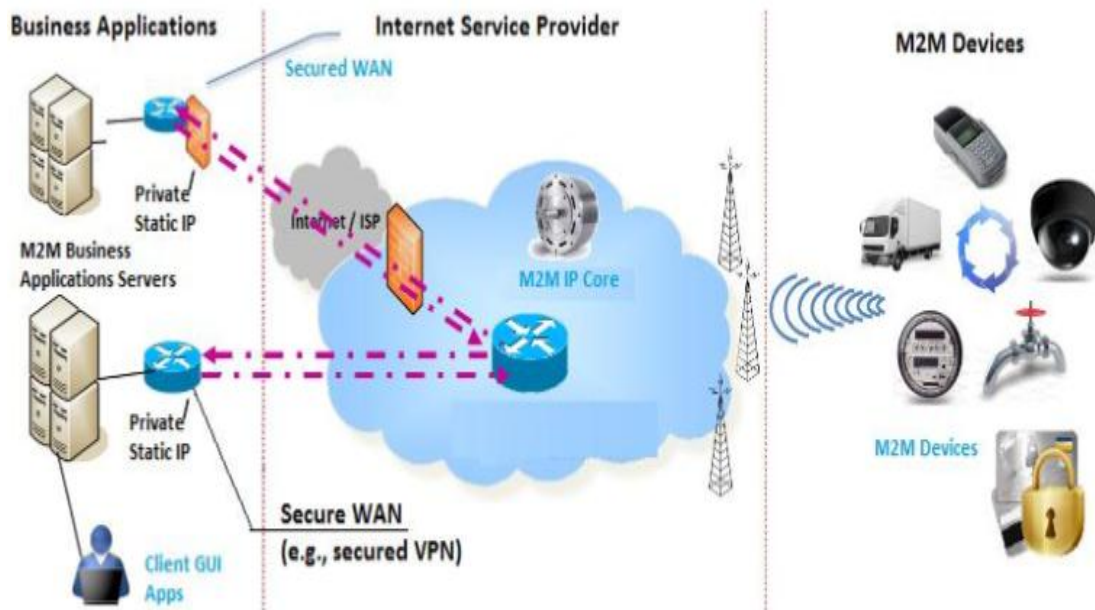 Business Applications
Internet Service Provider
M2M Devices
Secured WAN
Private
Static IP
Internet / ISP
M2M IP Core
M2M Business
Applications Servers
Private
Static IP
M2M Devices
Secure WAN
(e.g., secured VPN)
Client GUI
Apps